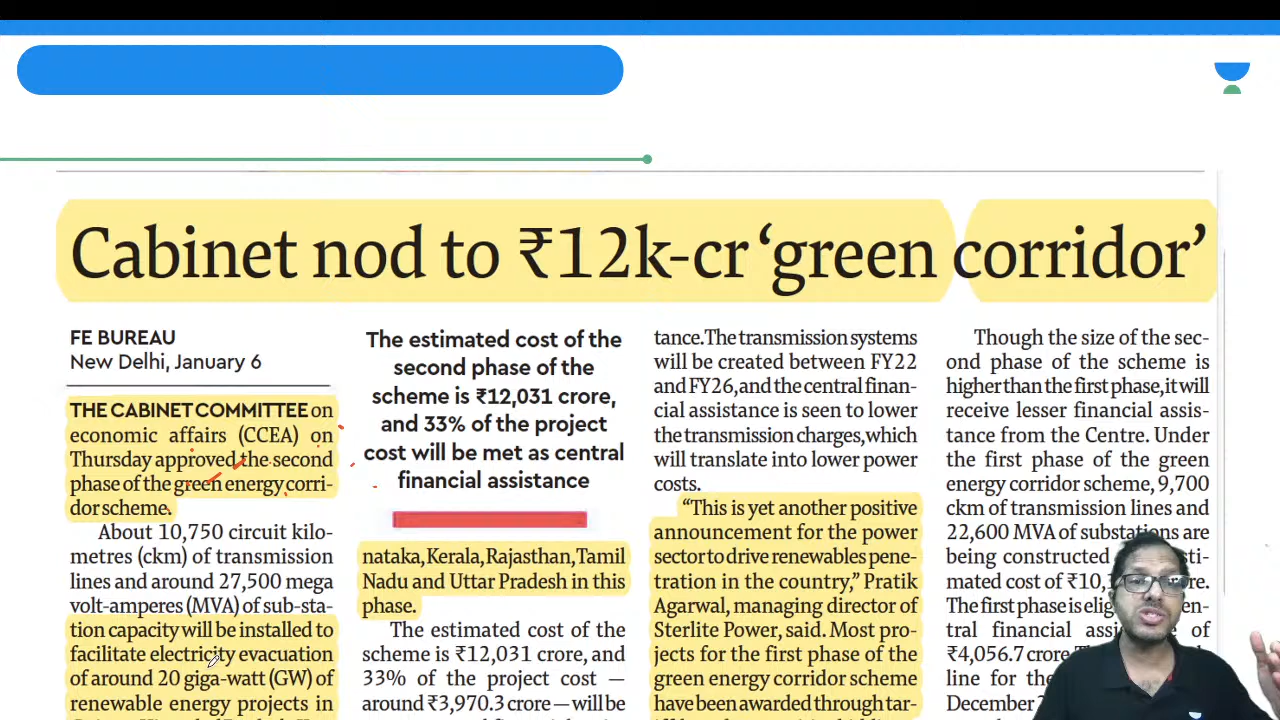 Cabinet nod to ₹12k-cr ‘green corridor’
FE BUREAU
New Delhi, January 6
THE CABINET COMMITTEE on
economic affairs (CCEA) on
Thursday approved the second
phase of the green energy corri-
dor scheme.
About 10,750 circuit kilo-
metres (ckm) of transmission
lines and around 27,500 mega
volt-amperes (MVA) of sub-sta-
tion capacity will be installed to
facilitate electricity evacuation
of around 20 giga-watt (GW) of
renewable energy projects in
The estimated cost of the
second phase of the
scheme is ₹12,031 crore,
and 33% of the project
cost will be met as central
financial assistance
nataka, Kerala, Rajasthan, Tamil
Nadu and Uttar Pradesh in this
phase.
The estimated cost of the
scheme is ₹12,031 crore, and
33% of the project cost —
around ₹3,970.3 crore — will be
tance. The transmission systems
will be created between FY22
and FY26, and the central finan-
cial assistance is seen to lower
the transmission charges, which
will translate into lower power
costs.
“This is yet another positive
announcement for the power
sector to drive renewables pene-
tration in the country,” Pratik
Agarwal, managing director of
Sterlite Power, said. Most pro-
jects for the first phase of the
green energy corridor scheme
have been awarded through tar-
Though the size of the sec-
ond phase of the scheme is
higher than the first phase, it will
receive lesser financial assis-
tance from the Centre. Under
the first phase of the green
energy corridor scheme, 9,700
ckm of transmission lines and
22,600 MVA of substations are
being constructed
mated cost of
The first phase is
tral financial of
₹4,056.7 crore
line for the
December